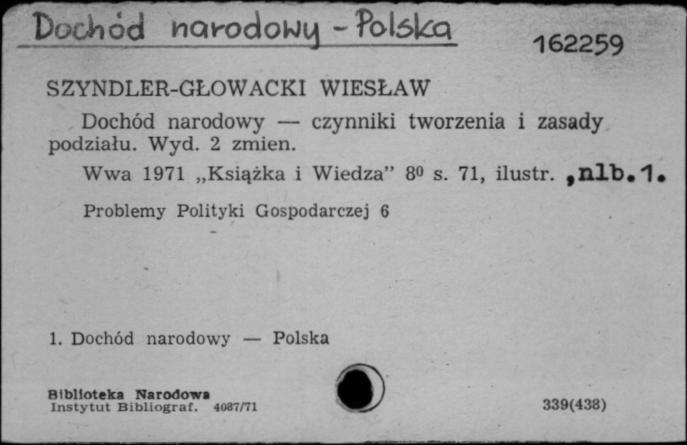 Dochód narodowy - Polska
162259
SZYNDLER-GŁOWACKI WIESŁAW
Dochód narodowy — czynniki tworzenia i zasady
podziału. Wyd. 2 zmien.
Wwa 1971 „Książka i Wiedza” 8⁰ s. 71, ilustr. ,nlb.1.
Problemy Polityki Gospodarczej 6
1. Dochód narodowy — Polska
Biblioteka Narodowa
Instytut Bibliograf. 4087/71
339(438)